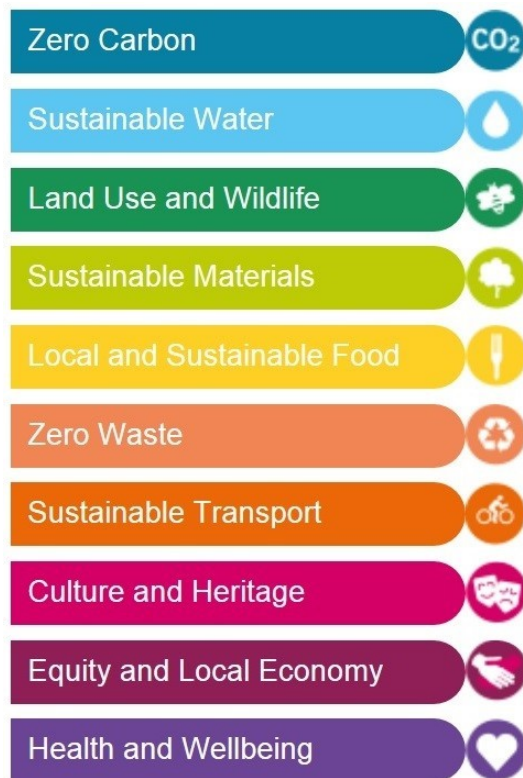 Zero Carbon
CO₂
Sustainable Water
Land Use and Wildlife
Sustainable Materials
Local and Sustainable Food
Zero Waste
Sustainable Transport
Culture and Heritage
Equity and Local Economy
Health and Wellbeing